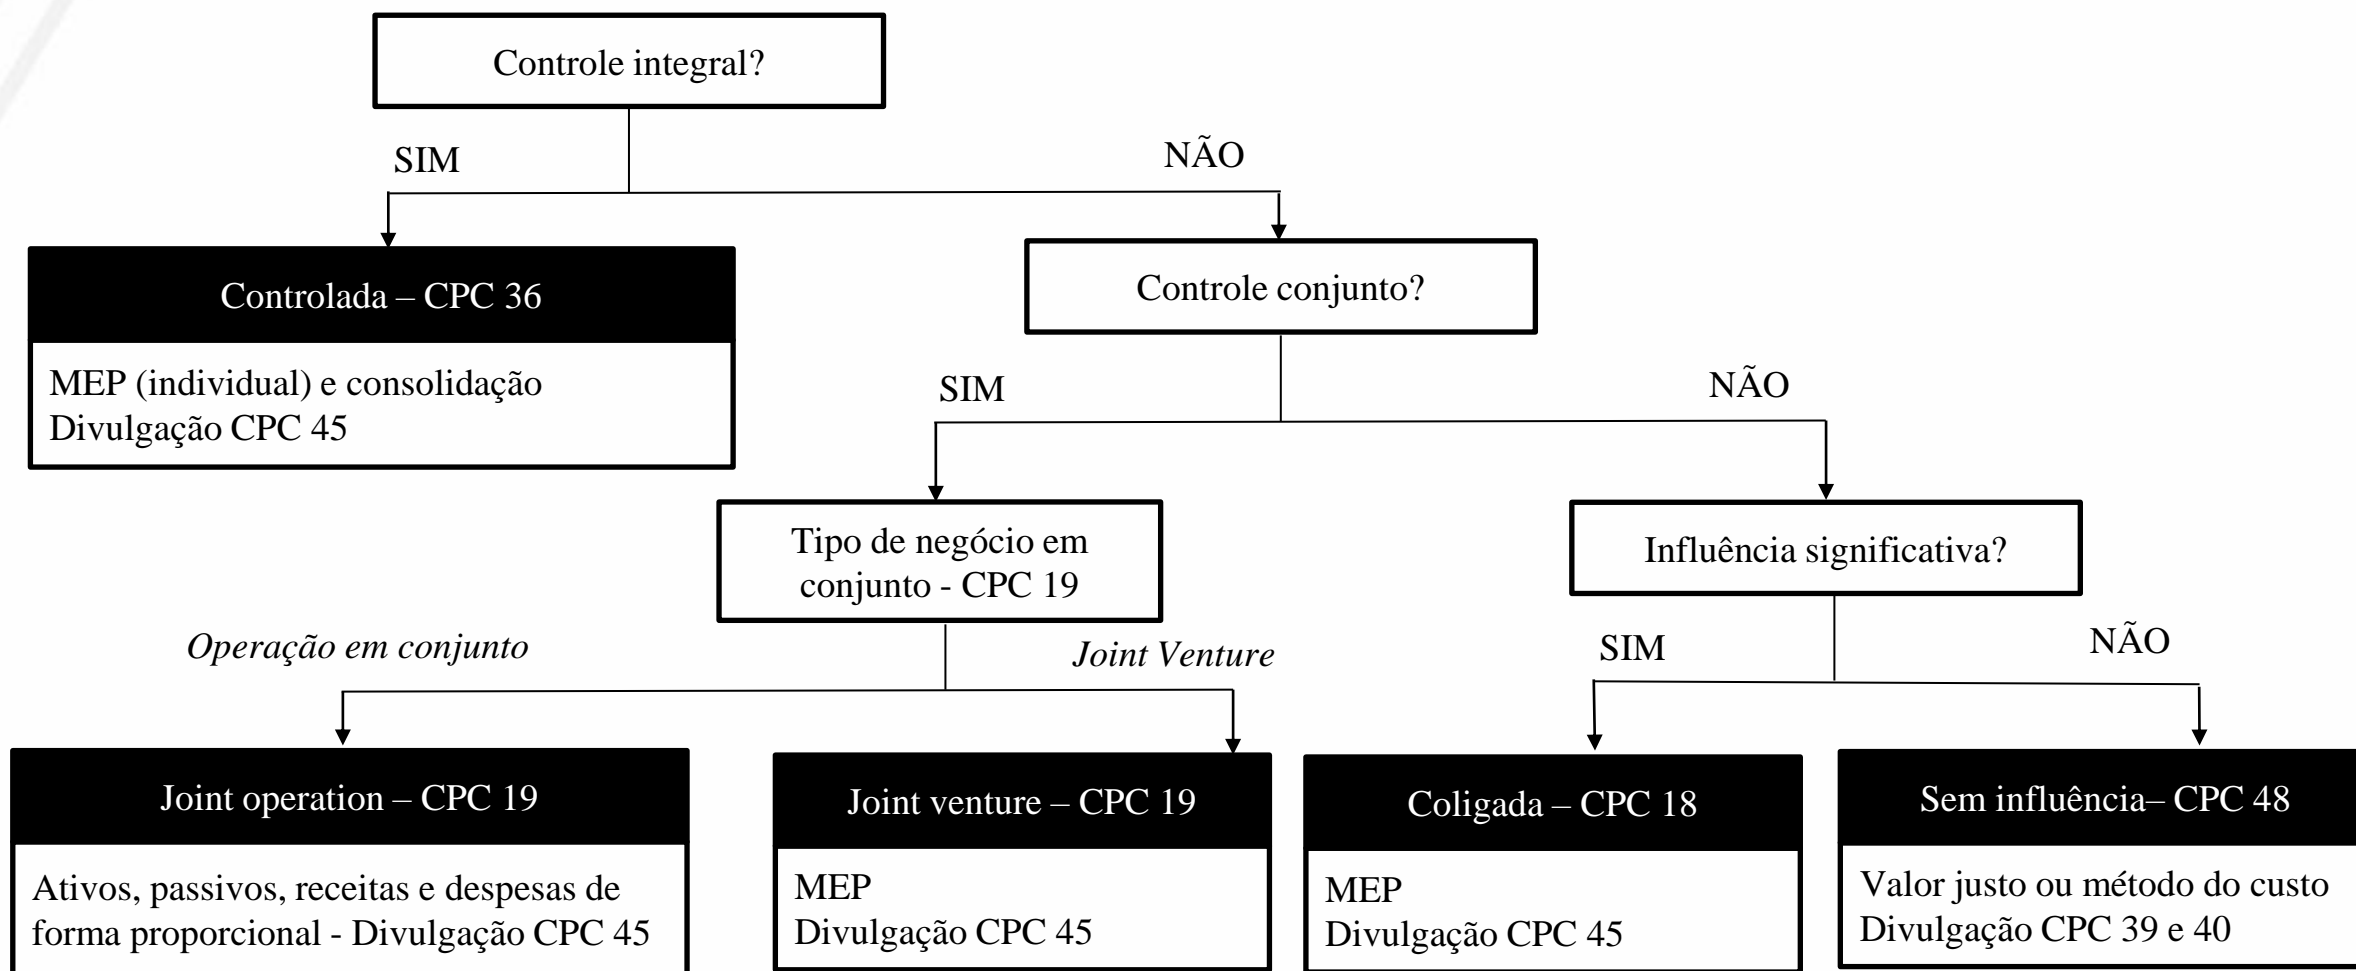 Controle integral?
SIM
NÃO
Controlada – CPC 36
MEP (individual) e consolidação
Divulgação CPC 45
Controle conjunto?
SIM
NÃO
Tipo de negócio em
conjunto - CPC 19
Influência significativa?
Operação em conjunto
Joint Venture
SIM
NÃO
Joint operation – CPC 19
Ativos, passivos, receitas e despesas de
forma proporcional - Divulgação CPC 45
Joint venture – CPC 19
MEP
Divulgação CPC 45
Coligada – CPC 18
MEP
Divulgação CPC 45
Sem influência– CPC 48
Valor justo ou método do custo
Divulgação CPC 39 e 40